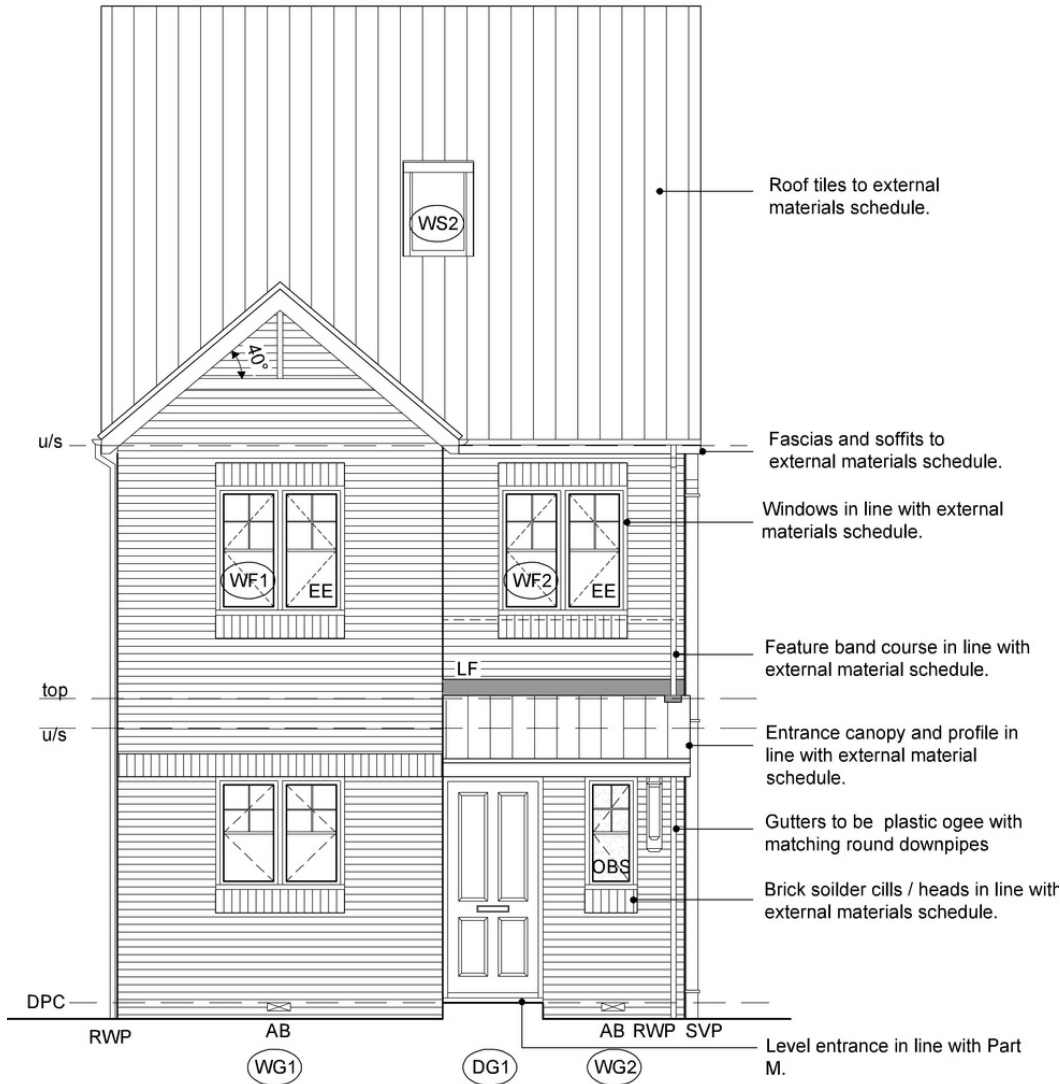 Roof tiles to external
materials schedule.
WS2
40°
u/s
Fascias and soffits to
external materials schedule.
Windows in line with external
materials schedule.
WF1
EE
WF2
EE
Feature band course in line with
external material schedule.
LF
top
u/s
Entrance canopy and profile in
line with external material
schedule.
Gutters to be plastic ogee with
matching round downpipes
OBS
Brick soilder cills / heads in line with
external materials schedule.
DPC
RWP
AB
AB
RWP
SVP
Level entrance in line with Part
M.
WG1
DG1
WG2